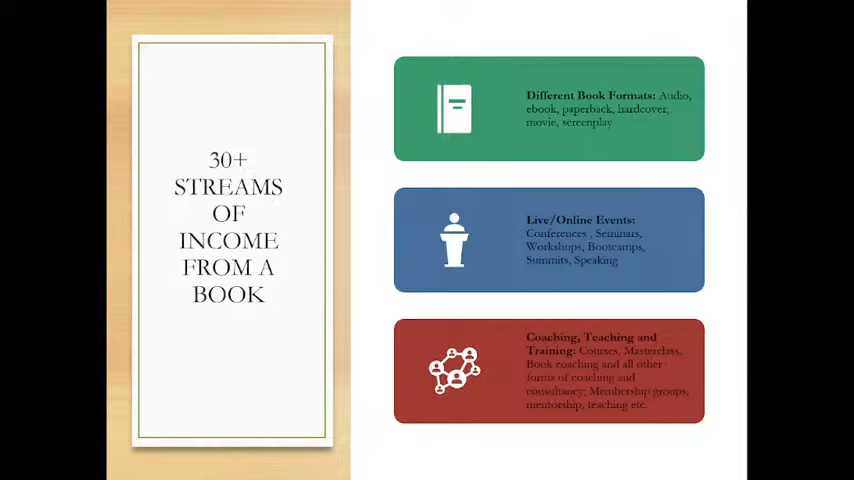 30+
STREAMS
OF
INCOME
FROM A
BOOK
Different Book Formats: Audio,
ebook, paperback, hardcover,
movie, screenplay
Live/Online Events:
Conferences , Seminars,
Workshops, Bootcamps,
Summits, Speaking
Coaching, Teaching and
Training: Courses, Masterclass,
Book coaching and all other
forms of coaching and
consultancy; Membership groups,
mentorship, teaching etc.